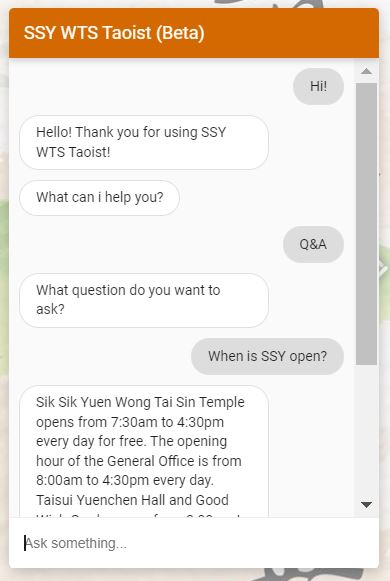 SSY WTS Taoist (Beta)
Hi!
Hello! Thank you for using SSY
WTS Taoist!
What can i help you?
Q&A
What question do you want to
ask?
When is SSY open?
Sik Sik Yuen Wong Tai Sin Temple
opens from 7:30am to 4:30pm
every day for free. The opening
hour of the General Office is from
8:00am to 4:30pm every day.
Taisui Yuenchen Hall and Good
Ask something...